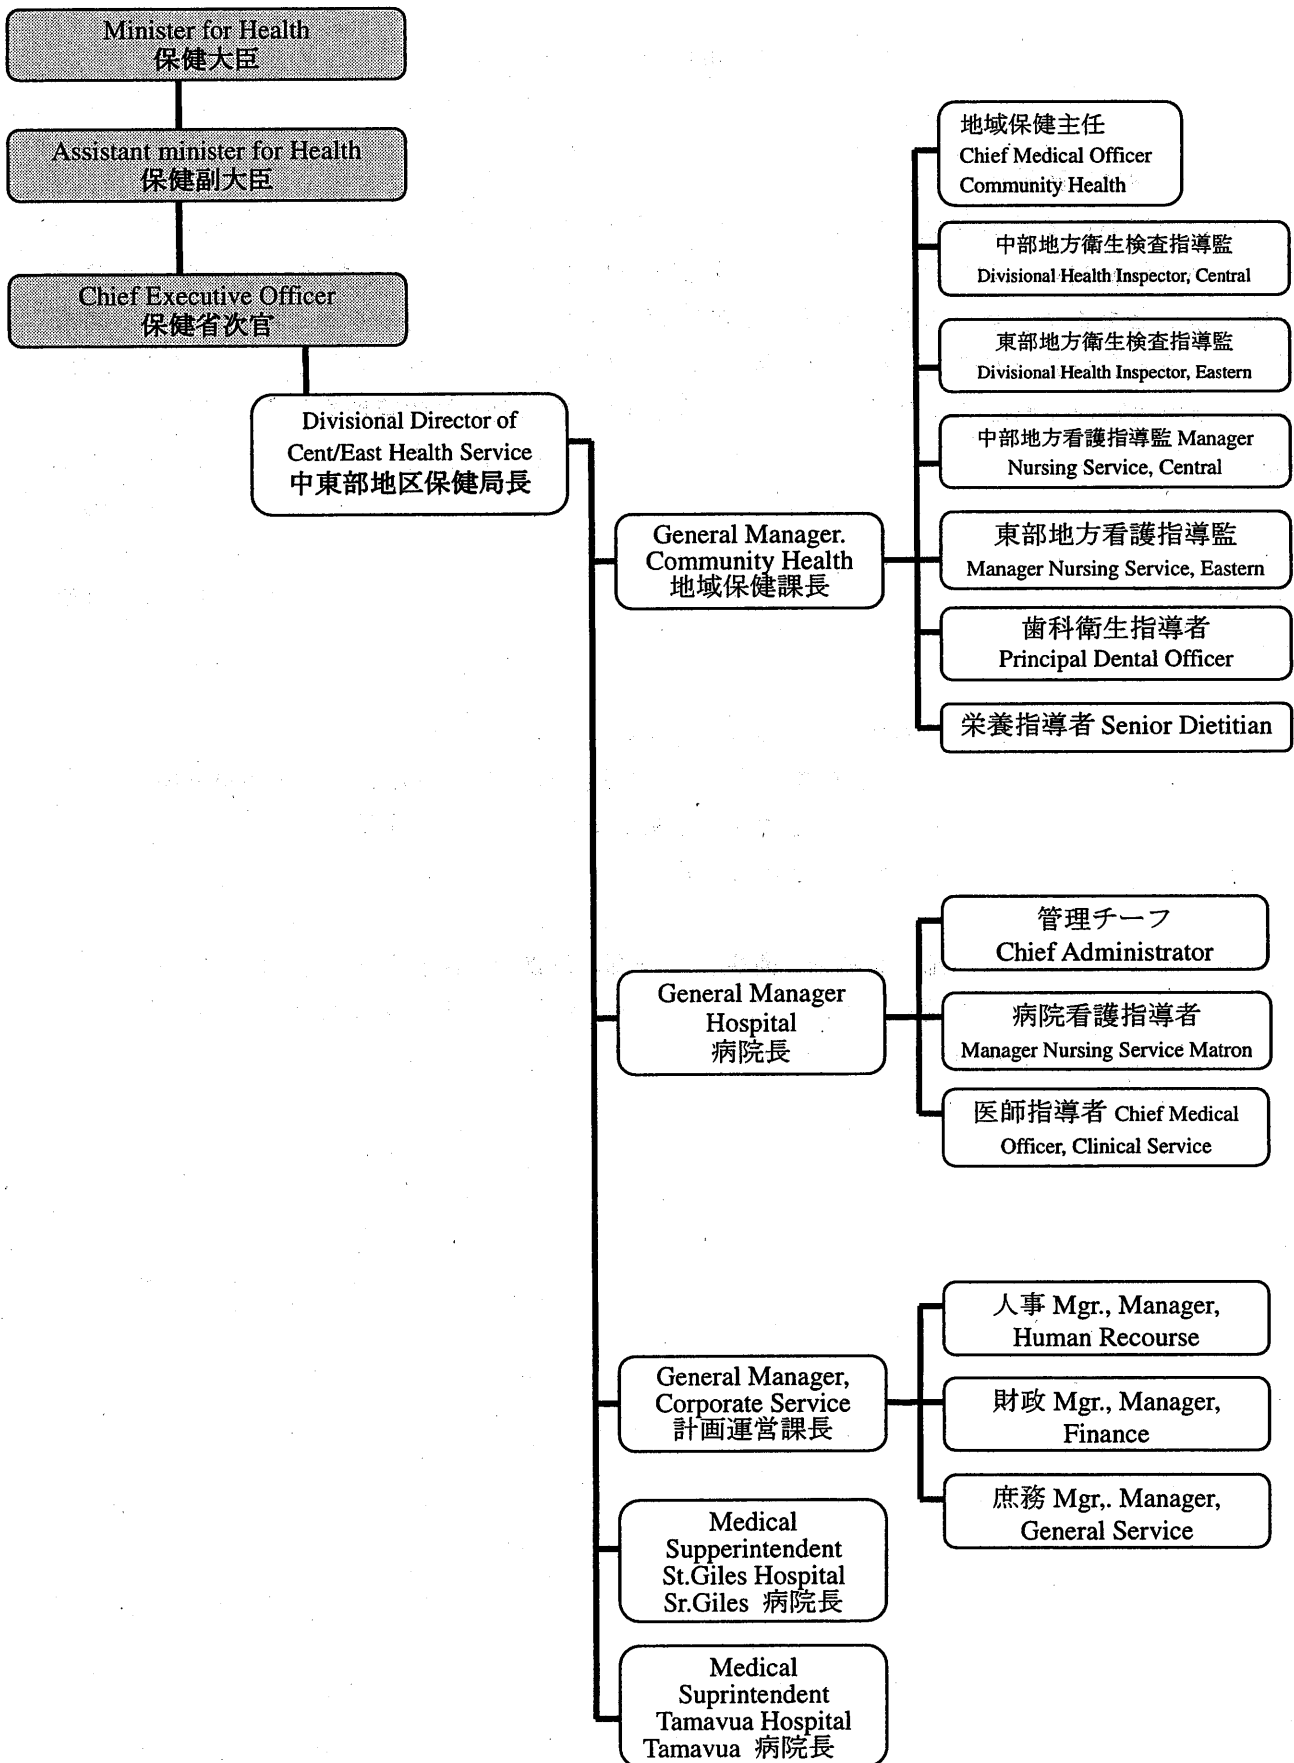 Minister for Health
保健大臣
Assistant minister for Health
保健副大臣
Chief Executive Officer
保健省次官
Divisional Director of
Cent/East Health Service
中東部地区保健局長
General Manager.
Community Health
地域保健課長
地域保健主任
Chief Medical Officer
Community Health
中部地方衛生検査指導監
Divisional Health Inspector, Central
東部地方衛生検査指導監
Divisional Health Inspector, Eastern
中部地方看護指導監 Manager
Nursing Service, Central
東部地方看護指導監
Manager Nursing Service, Eastern
歯科衛生指導者
Principal Dental Officer
栄養指導者 Senior Dietitian
General Manager
Hospital
病院長
管理チーフ
Chief Administrator
病院看護指導者
Manager Nursing Service Matron
医師指導者 Chief Medical
Officer, Clinical Service
General Manager,
Corporate Service
計画運営課長
人事 Mgr., Manager,
Human Recourse
財政 Mgr., Manager,
Finance
庶務 Mgr,. Manager,
General Service
Medical
Supperintendent
St.Giles Hospital
Sr.Giles 病院長
Medical
Suprintendent
Tamavua Hospital
Tamavua 病院長